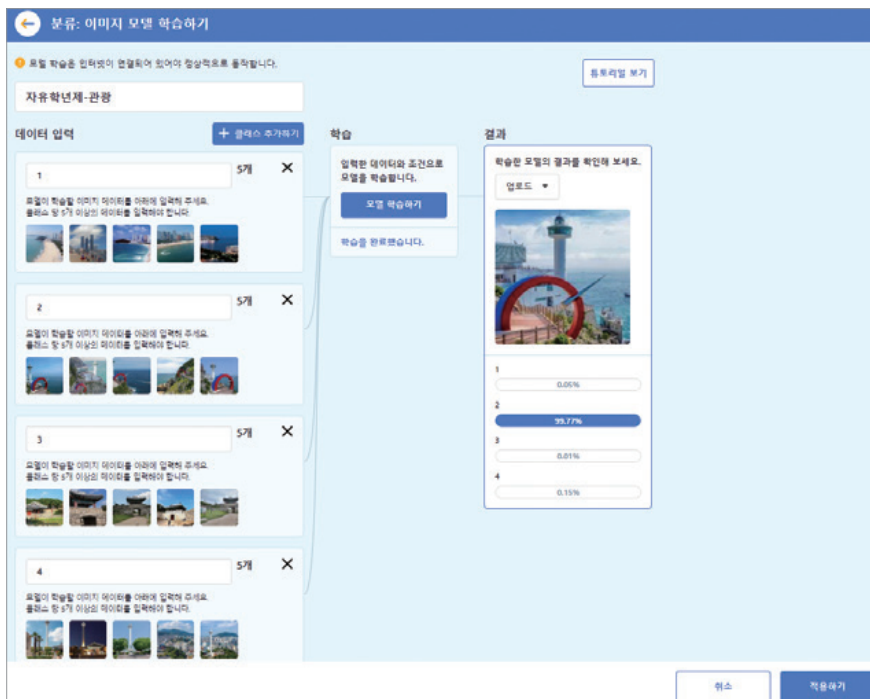 분류: 이미지 모델 학습하기
모델 학습은 인터넷이 연결되어 있어야 정상적으로 동작합니다.
튜토리얼 보기
자유학년제-관광
데이터 입력
+ 클래스 추가하기
1
5개
모델이 학습할 이미지 데이터를 아래에 입력해 주세요.
클래스 당 5개 이상의 데이터를 입력해야 합니다.
2
5개
모델이 학습할 이미지 데이터를 아래에 입력해 주세요.
클래스 당 5개 이상의 데이터를 입력해야 합니다.
3
5개
모델이 학습할 이미지 데이터를 아래에 입력해 주세요.
클래스 당 5개 이상의 데이터를 입력해야 합니다.
4
5개
모델이 학습할 이미지 데이터를 아래에 입력해 주세요.
클래스 당 5개 이상의 데이터를 입력해야 합니다.
학습
입력한 데이터와 조건으로
모델을 학습합니다.
모델 학습하기
학습을 완료했습니다.
결과
학습한 모델의 결과를 확인해 보세요.
업로드
1
0.06%
2
99.77%
3
0.01%
4
0.15%
취소
적용하기